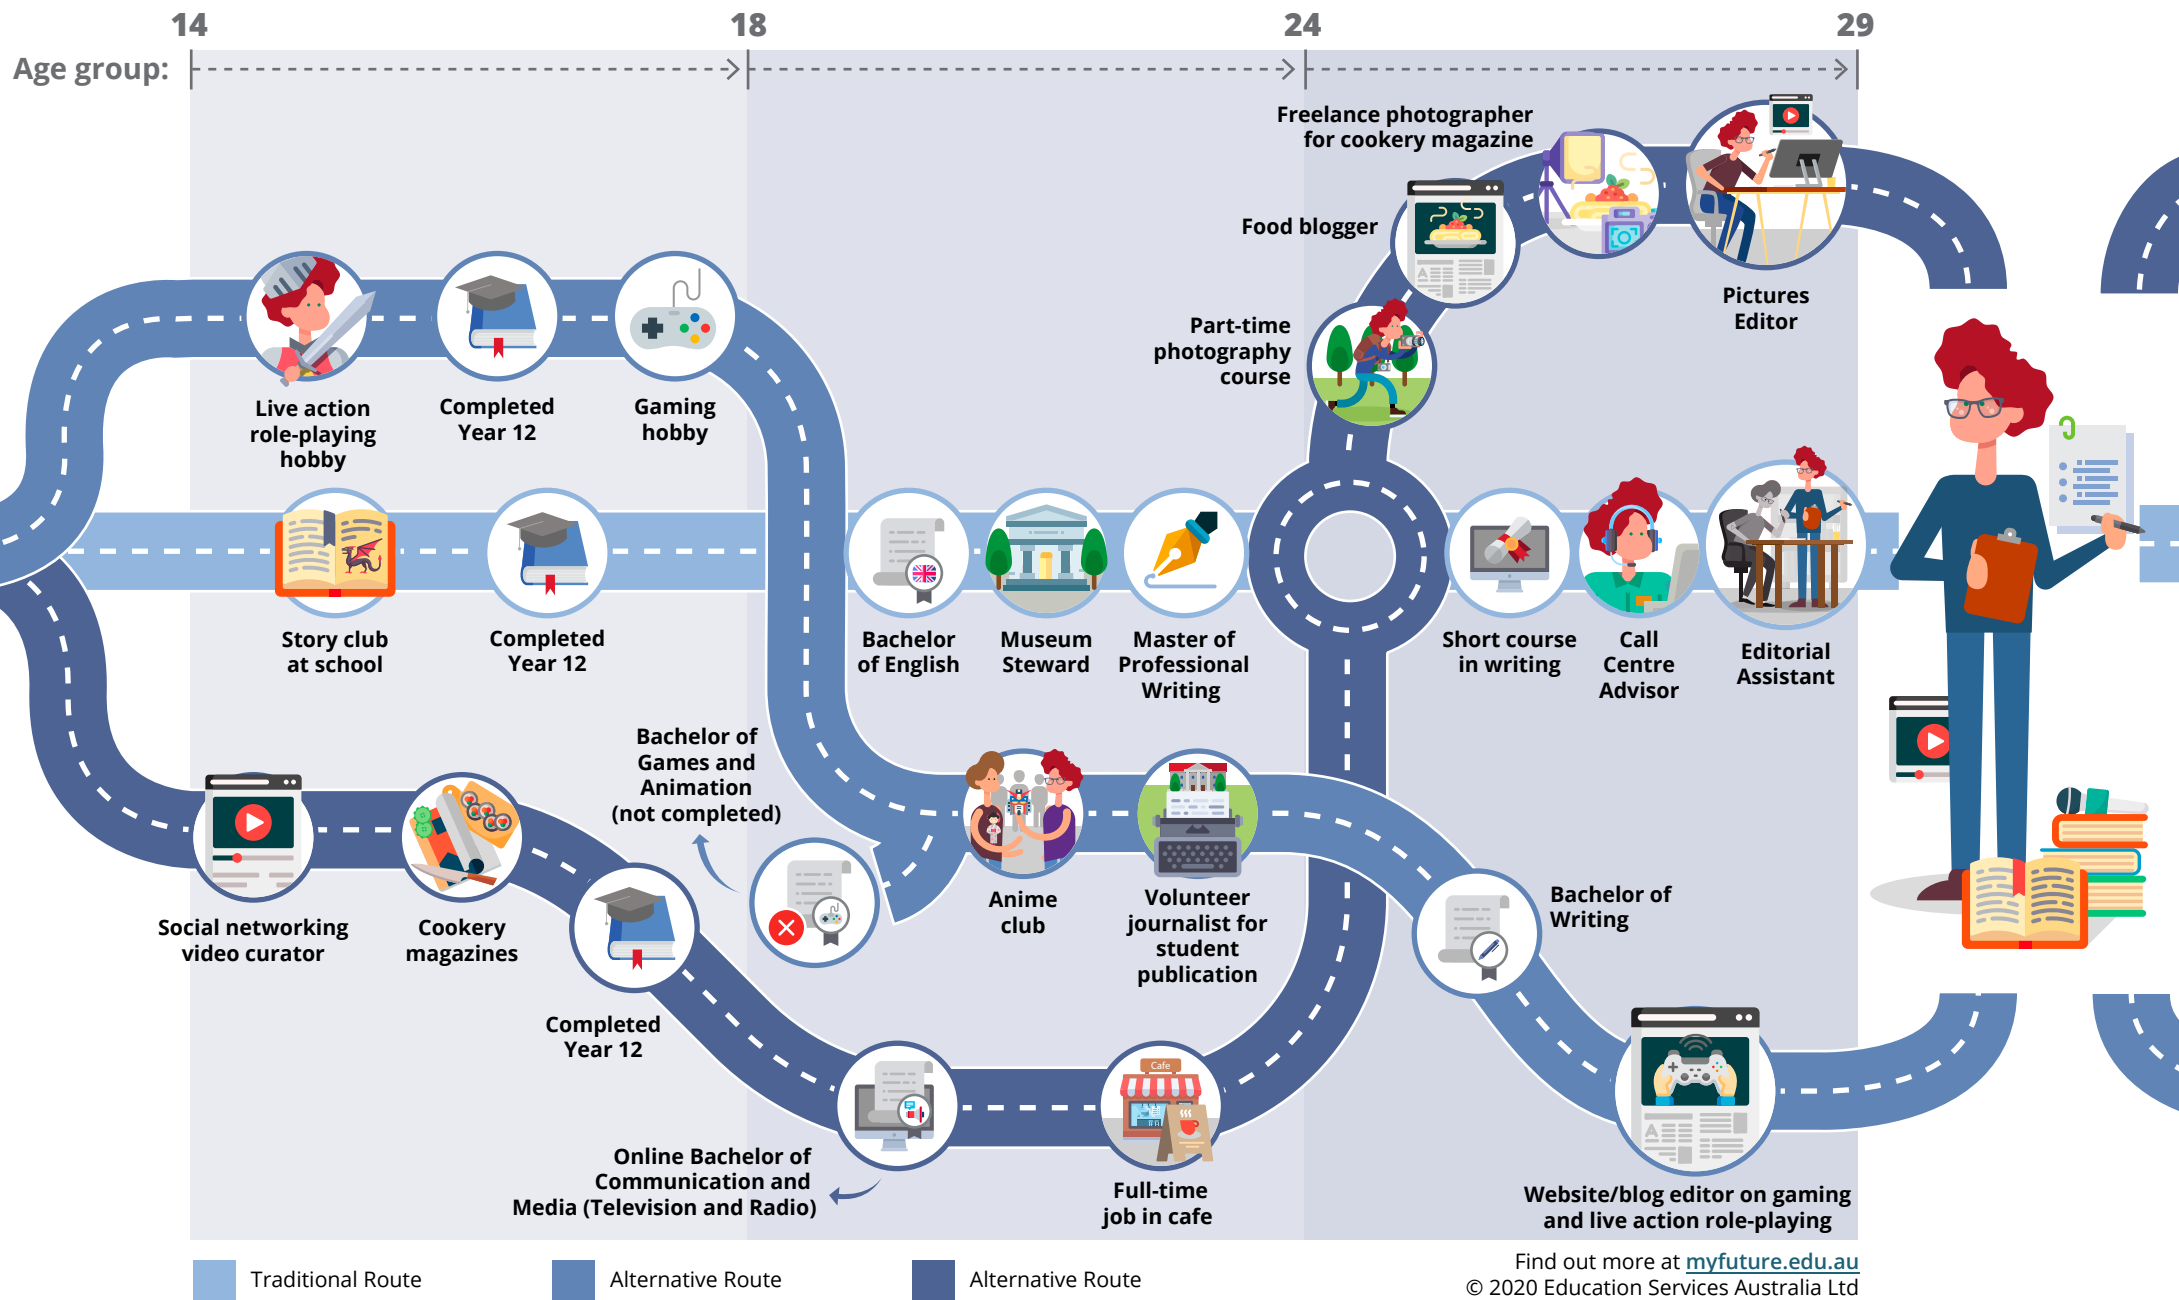 14
18
24
29
Age group:
Freelance photographer
for cookery magazine
Food blogger
Pictures
Editor
Part-time
photography
course
Live action
role-playing
hobby
Completed
Year 12
Gaming
hobby
Story club
at school
Completed
Year 12
Bachelor
of English
Museum
Steward
Master of
Professional
Writing
Short course
in writing
Call
Centre
Advisor
Editorial
Assistant
Bachelor of
Games and
Animation
(not completed)
Social networking
video curator
Cookery
magazines
Anime
club
Volunteer
journalist for
student
publication
Bachelor of
Writing
Completed
Year 12
Cafe
Online Bachelor of
Communication and
Media (Television and Radio)
Full-time
job in cafe
Website/blog editor on gaming
and live action role-playing
A
A
Traditional Route
Alternative Route
Alternative Route
Find out more at myfuture.edu.au
© 2020 Education Services Australia Ltd